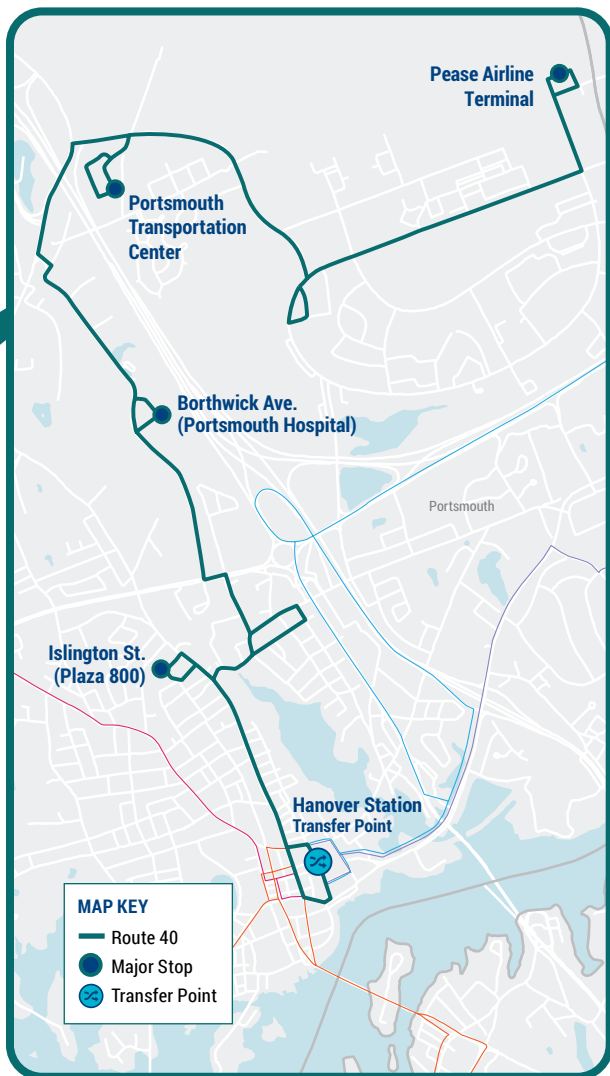 Pease Airline
Terminal
Portsmouth
Transportation
Center
Borthwick Ave.
(Portsmouth Hospital)
Portsmouth
Islington St.
(Plaza 800)
Hanover Station
Transfer Point
MAP KEY
Route 40
Major Stop
Transfer Point